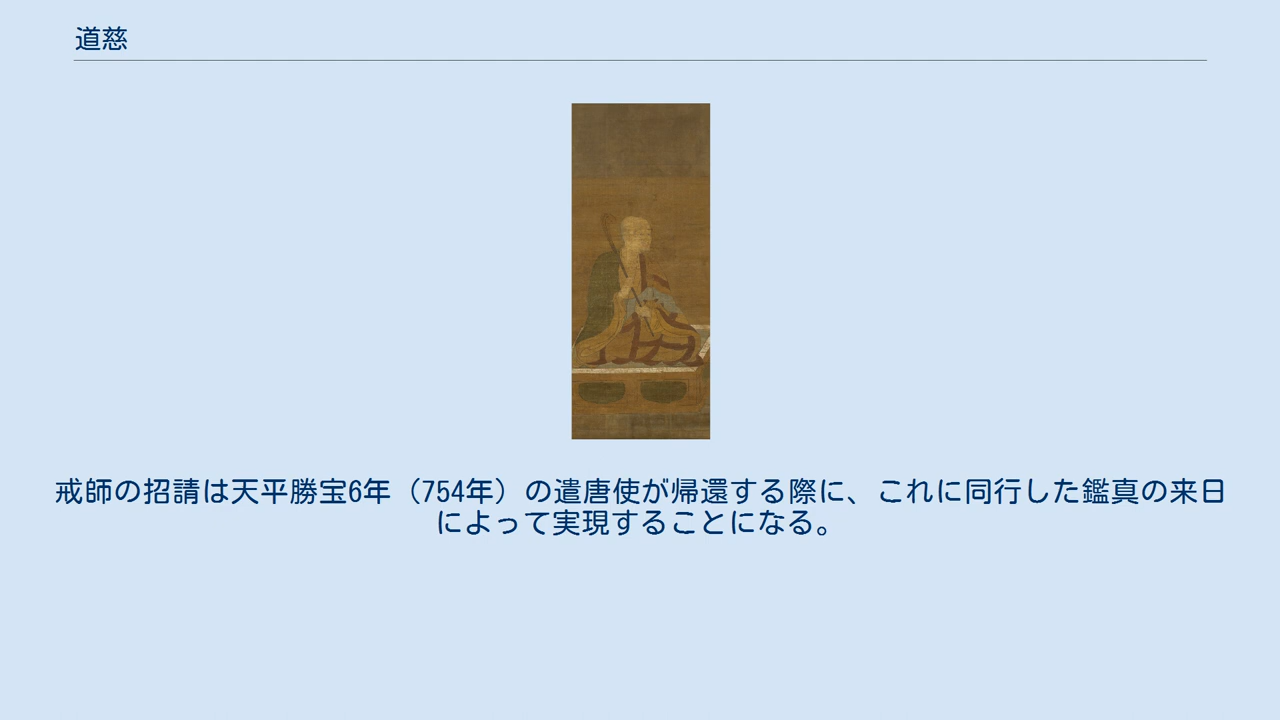 道慈
戒師の招請は天平勝宝6年（754年）の遣唐使が帰還する際に、これに同行した鑑真の来日
によって実現することになる。